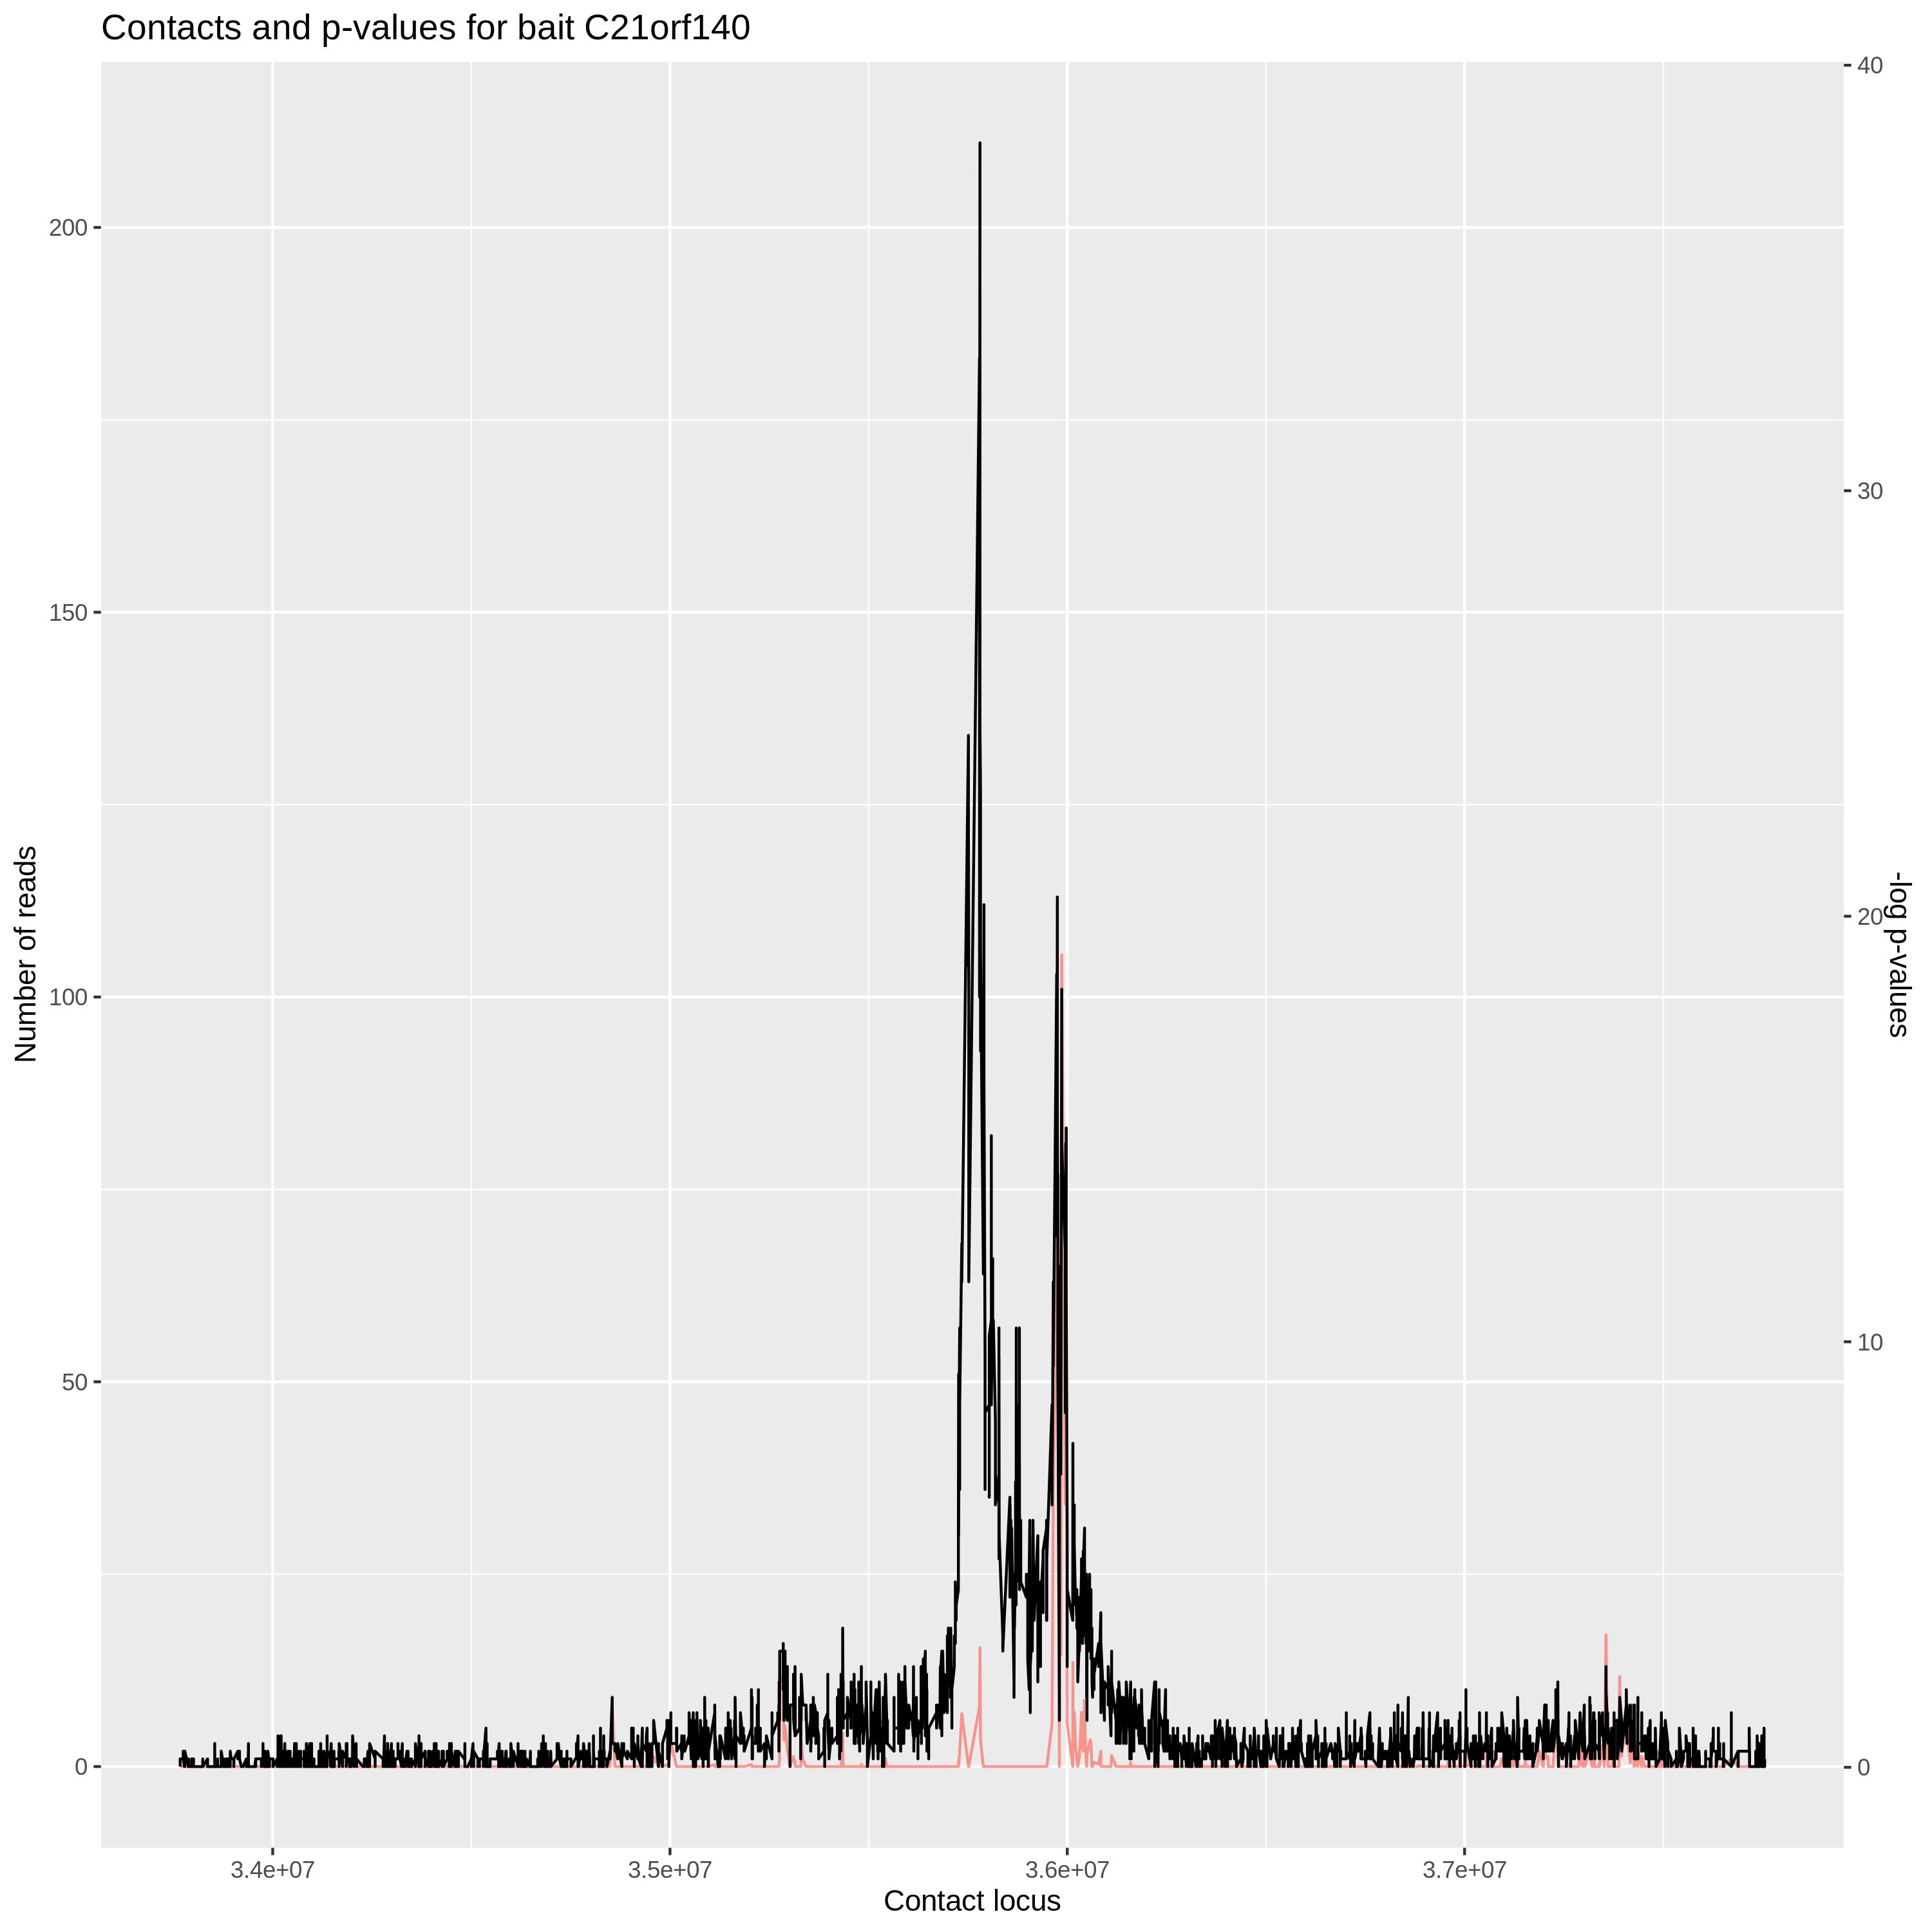 Contacts and p-values for bait C21orf140
40
200
30
150
20
100
10
50
0
0
Number of reads
-log p-values
3.4e+07
3.5e+07
3.6e+07
3.7e+07
Contact locus